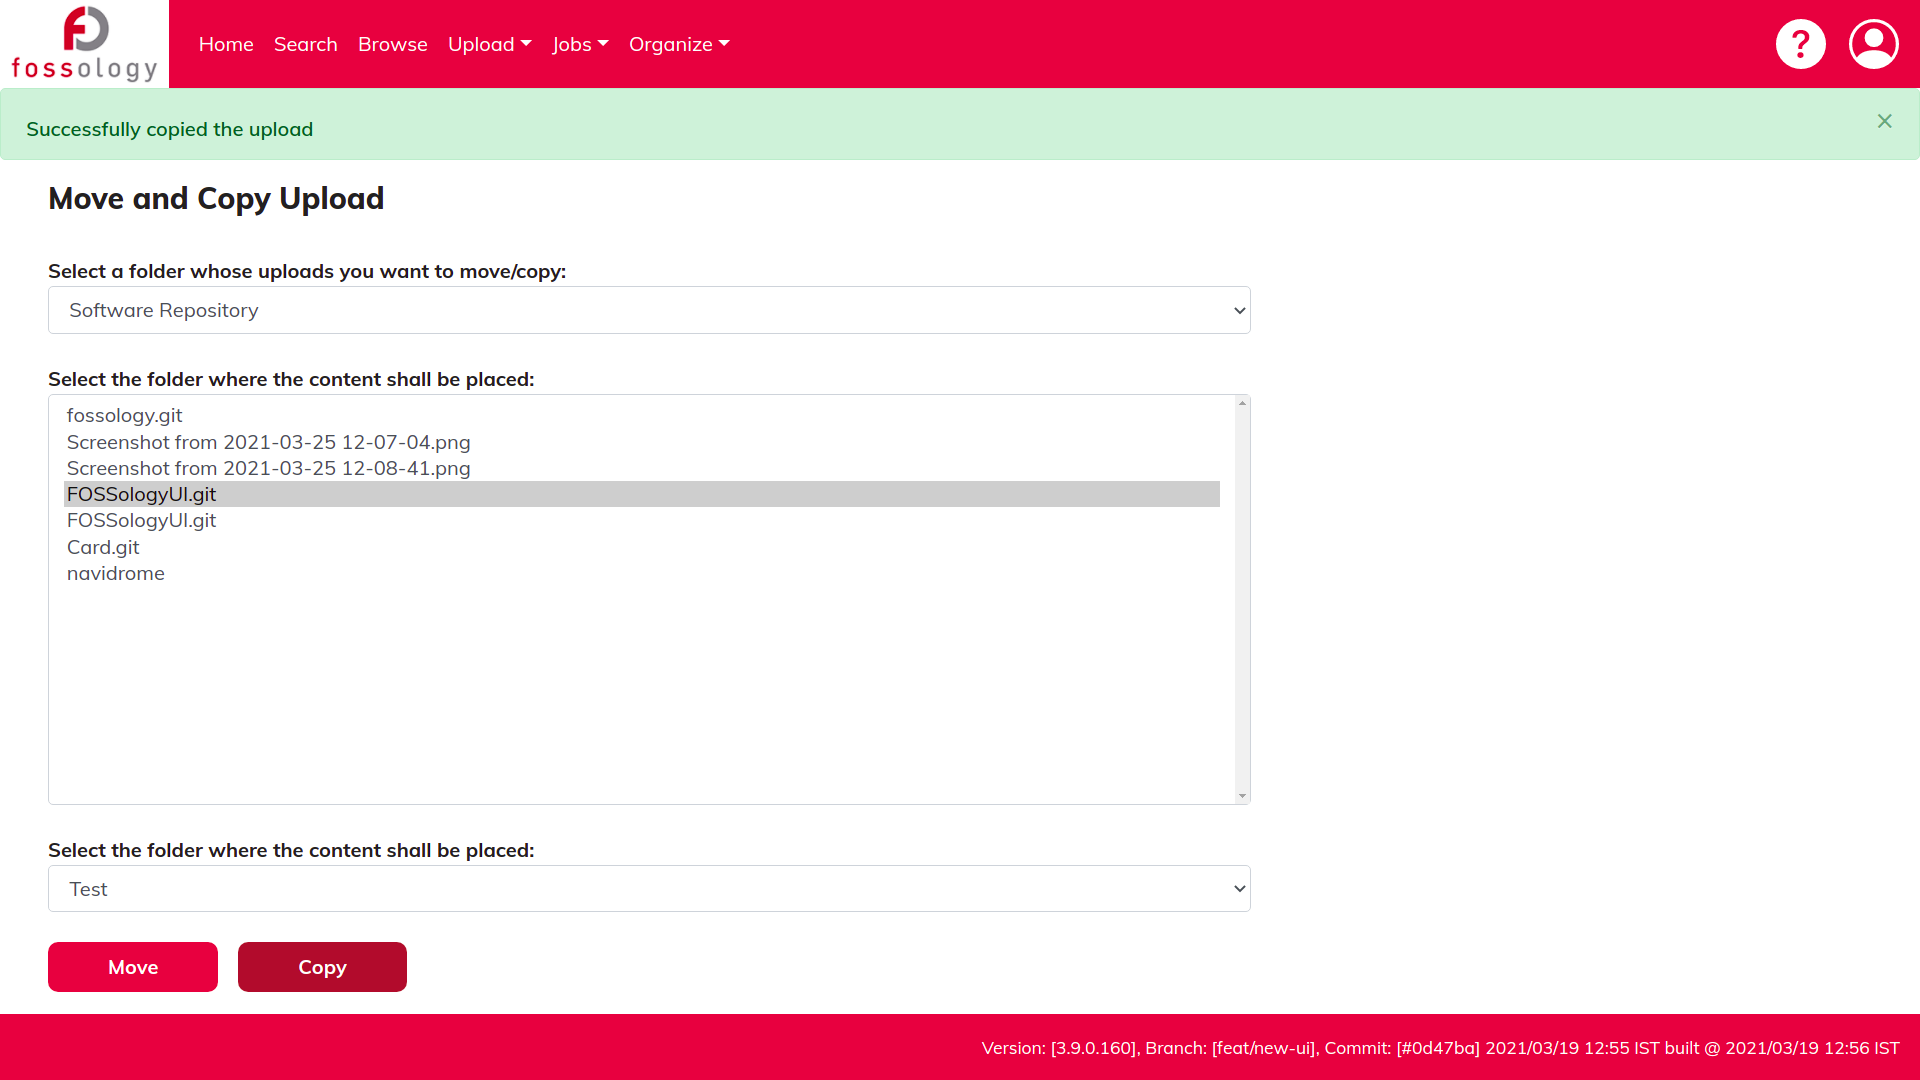 fossology
Home Search Browse Upload Jobs Organize
?
Successfully copied the upload
×
Move and Copy Upload
Select a folder whose uploads you want to move/copy:
Software Repository
Select the folder where the content shall be placed:
fossology.git
Screenshot from 2021-03-25 12-07-04.png
Screenshot from 2021-03-25 12-08-41.png
FOSSologyUI.git
FOSSologyUI.git
Card.git
navidrome
Select the folder where the content shall be placed:
Test
Move Copy
Version: [3.9.0.160], Branch: [feat/new-ui], Commit: [#0d47ba] 2021/03/19 12:55 IST built @ 2021/03/19 12:56 IST